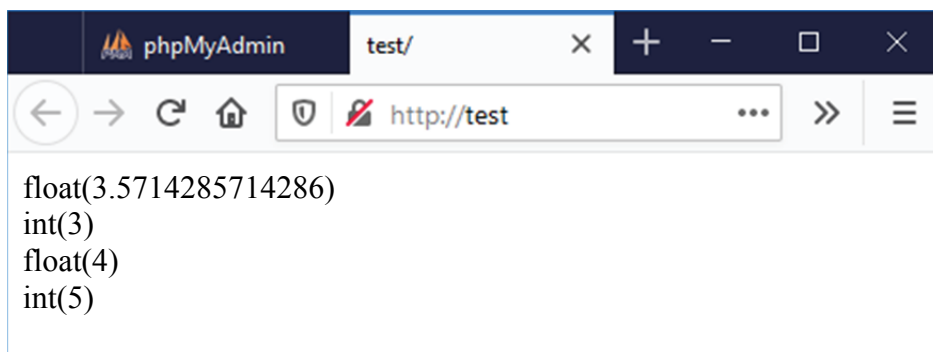 phpMyAdmin
test/
http://test
float(3.5714285714286)
int(3)
float(4)
int(5)